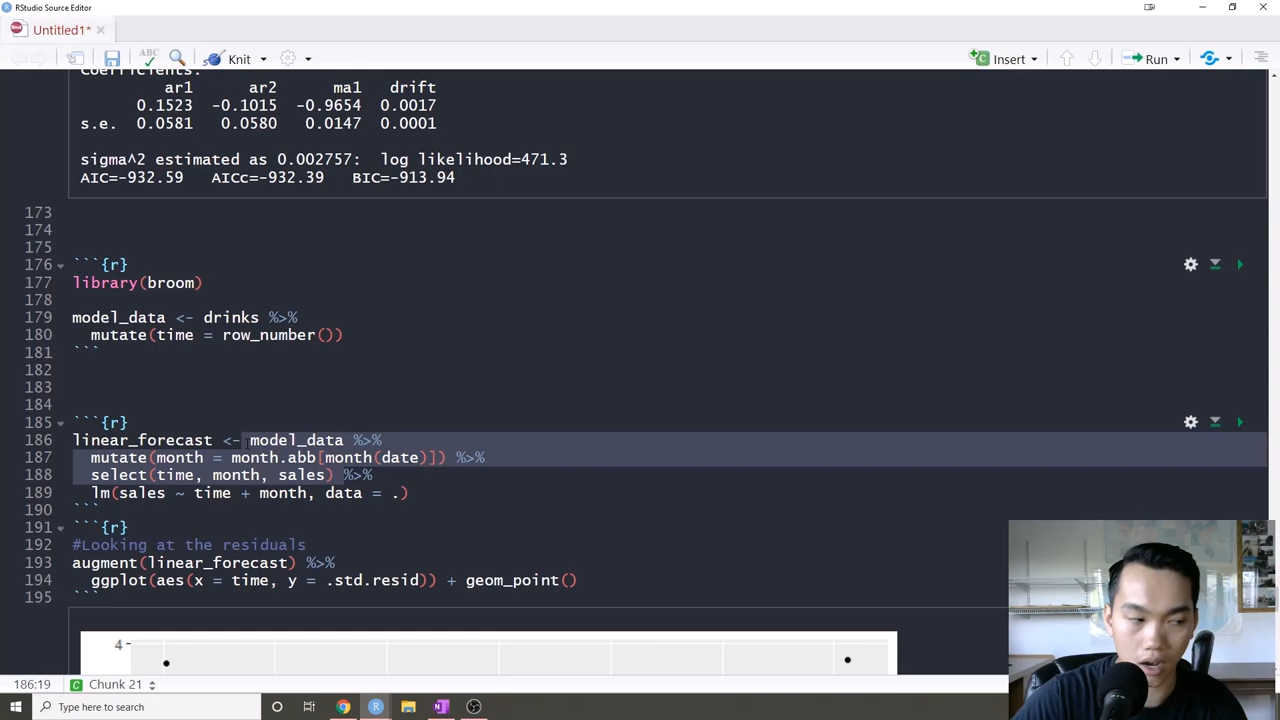 RStudio Source Editor
Untitled1*
ABC Knit Insert Run
Coefficients:
ar1 ar2 ma1 drift
0.1523 -0.1015 -0.9654 0.0017
s.e. 0.0581 0.0580 0.0147 0.0001
sigma^2 estimated as 0.002757: log likelihood=471.3
AIC=-932.59 AICc=-932.39 BIC=-913.94
173
174
175
176 ```{r}
177 library(broom)
178
179 model_data <- drinks %>%
180 mutate(time = row_number())
181 ```
182
183
184
185 ```{r}
186 linear_forecast <- model_data %>%
187 mutate(month = month.abb[month(date)]) %>%
188 select(time, month, sales) %>%
189 lm(sales ~ time + month, data = .)
190 ```
191 ```{r}
192 #Looking at the residuals
193 augment(linear_forecast) %>%
194 ggplot(aes(x = time, y = .std.resid)) + geom_point()
195 ```
4
186:19 C Chunk 21
Type here to search